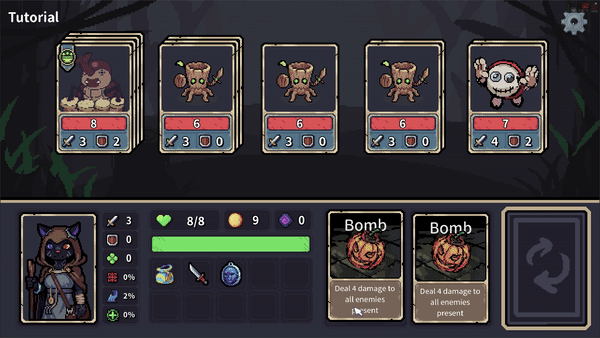 Tutorial
8
6
6
6
7
3 2
3 0
3 0
3 0
4 2
3
0
0
0%
2%
0%
8/8
9
0
Bomb
Deal 4 damage to
all enemies
present
Bomb
Deal 4 damage to
all enemies
present